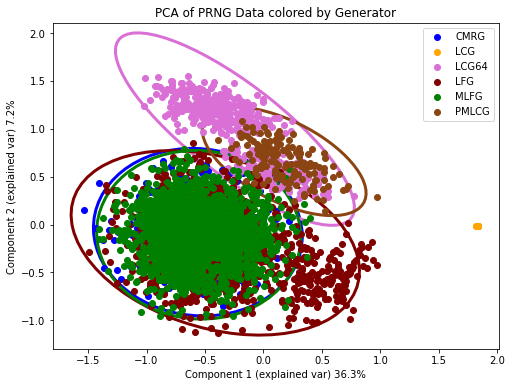 PCA of PRNG Data colored by Generator
CMRG
LCG
LCG64
LFG
MLFG
PMLCG
Component 2 (explained var) 7.2%
2.0
1.5
1.0
0.5
0.0
−0.5
−1.0
−1.5
−1.0
−0.5
0.0
0.5
1.0
1.5
2.0
Component 1 (explained var) 36.3%